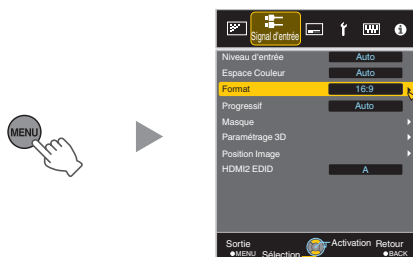 MENU
Signal d'entrée
Niveau d'entrée Auto
Espace Couleur Auto
Format 16:9
Progressif Auto
Masque
Paramétrage 3D
Position Image
HDMI2 EDID A
Sortie Activation Retour
●MENU Sélection ●BACK